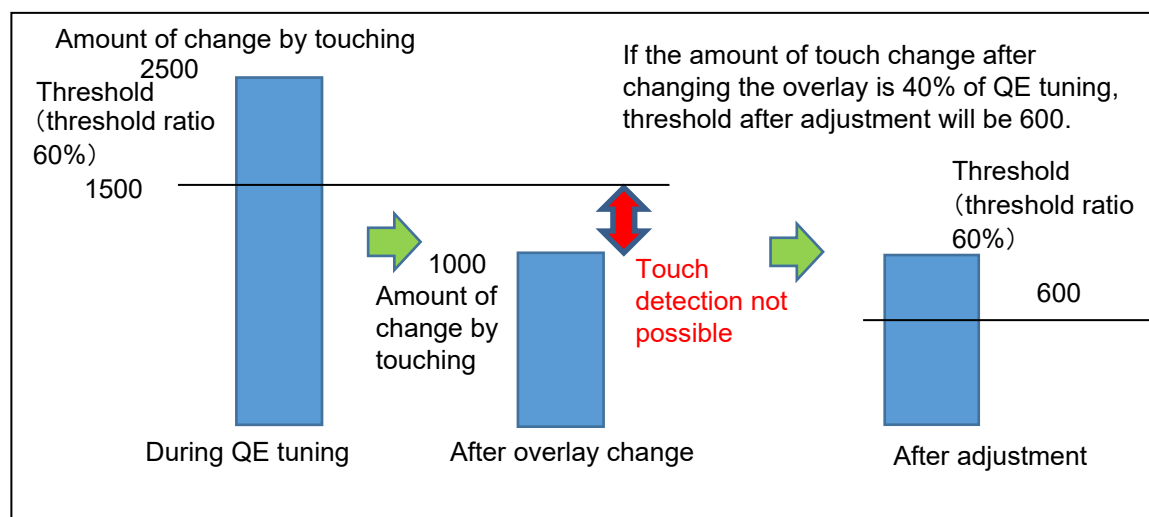 Amount of change by touching
2500
Threshold
（threshold ratio
60%）
1500
1000
Amount of
change by
touching
Touch
detection not
possible
If the amount of touch change after
changing the overlay is 40% of QE tuning,
threshold after adjustment will be 600.
Threshold
（threshold ratio
60%）
600
During QE tuning
After overlay change
After adjustment